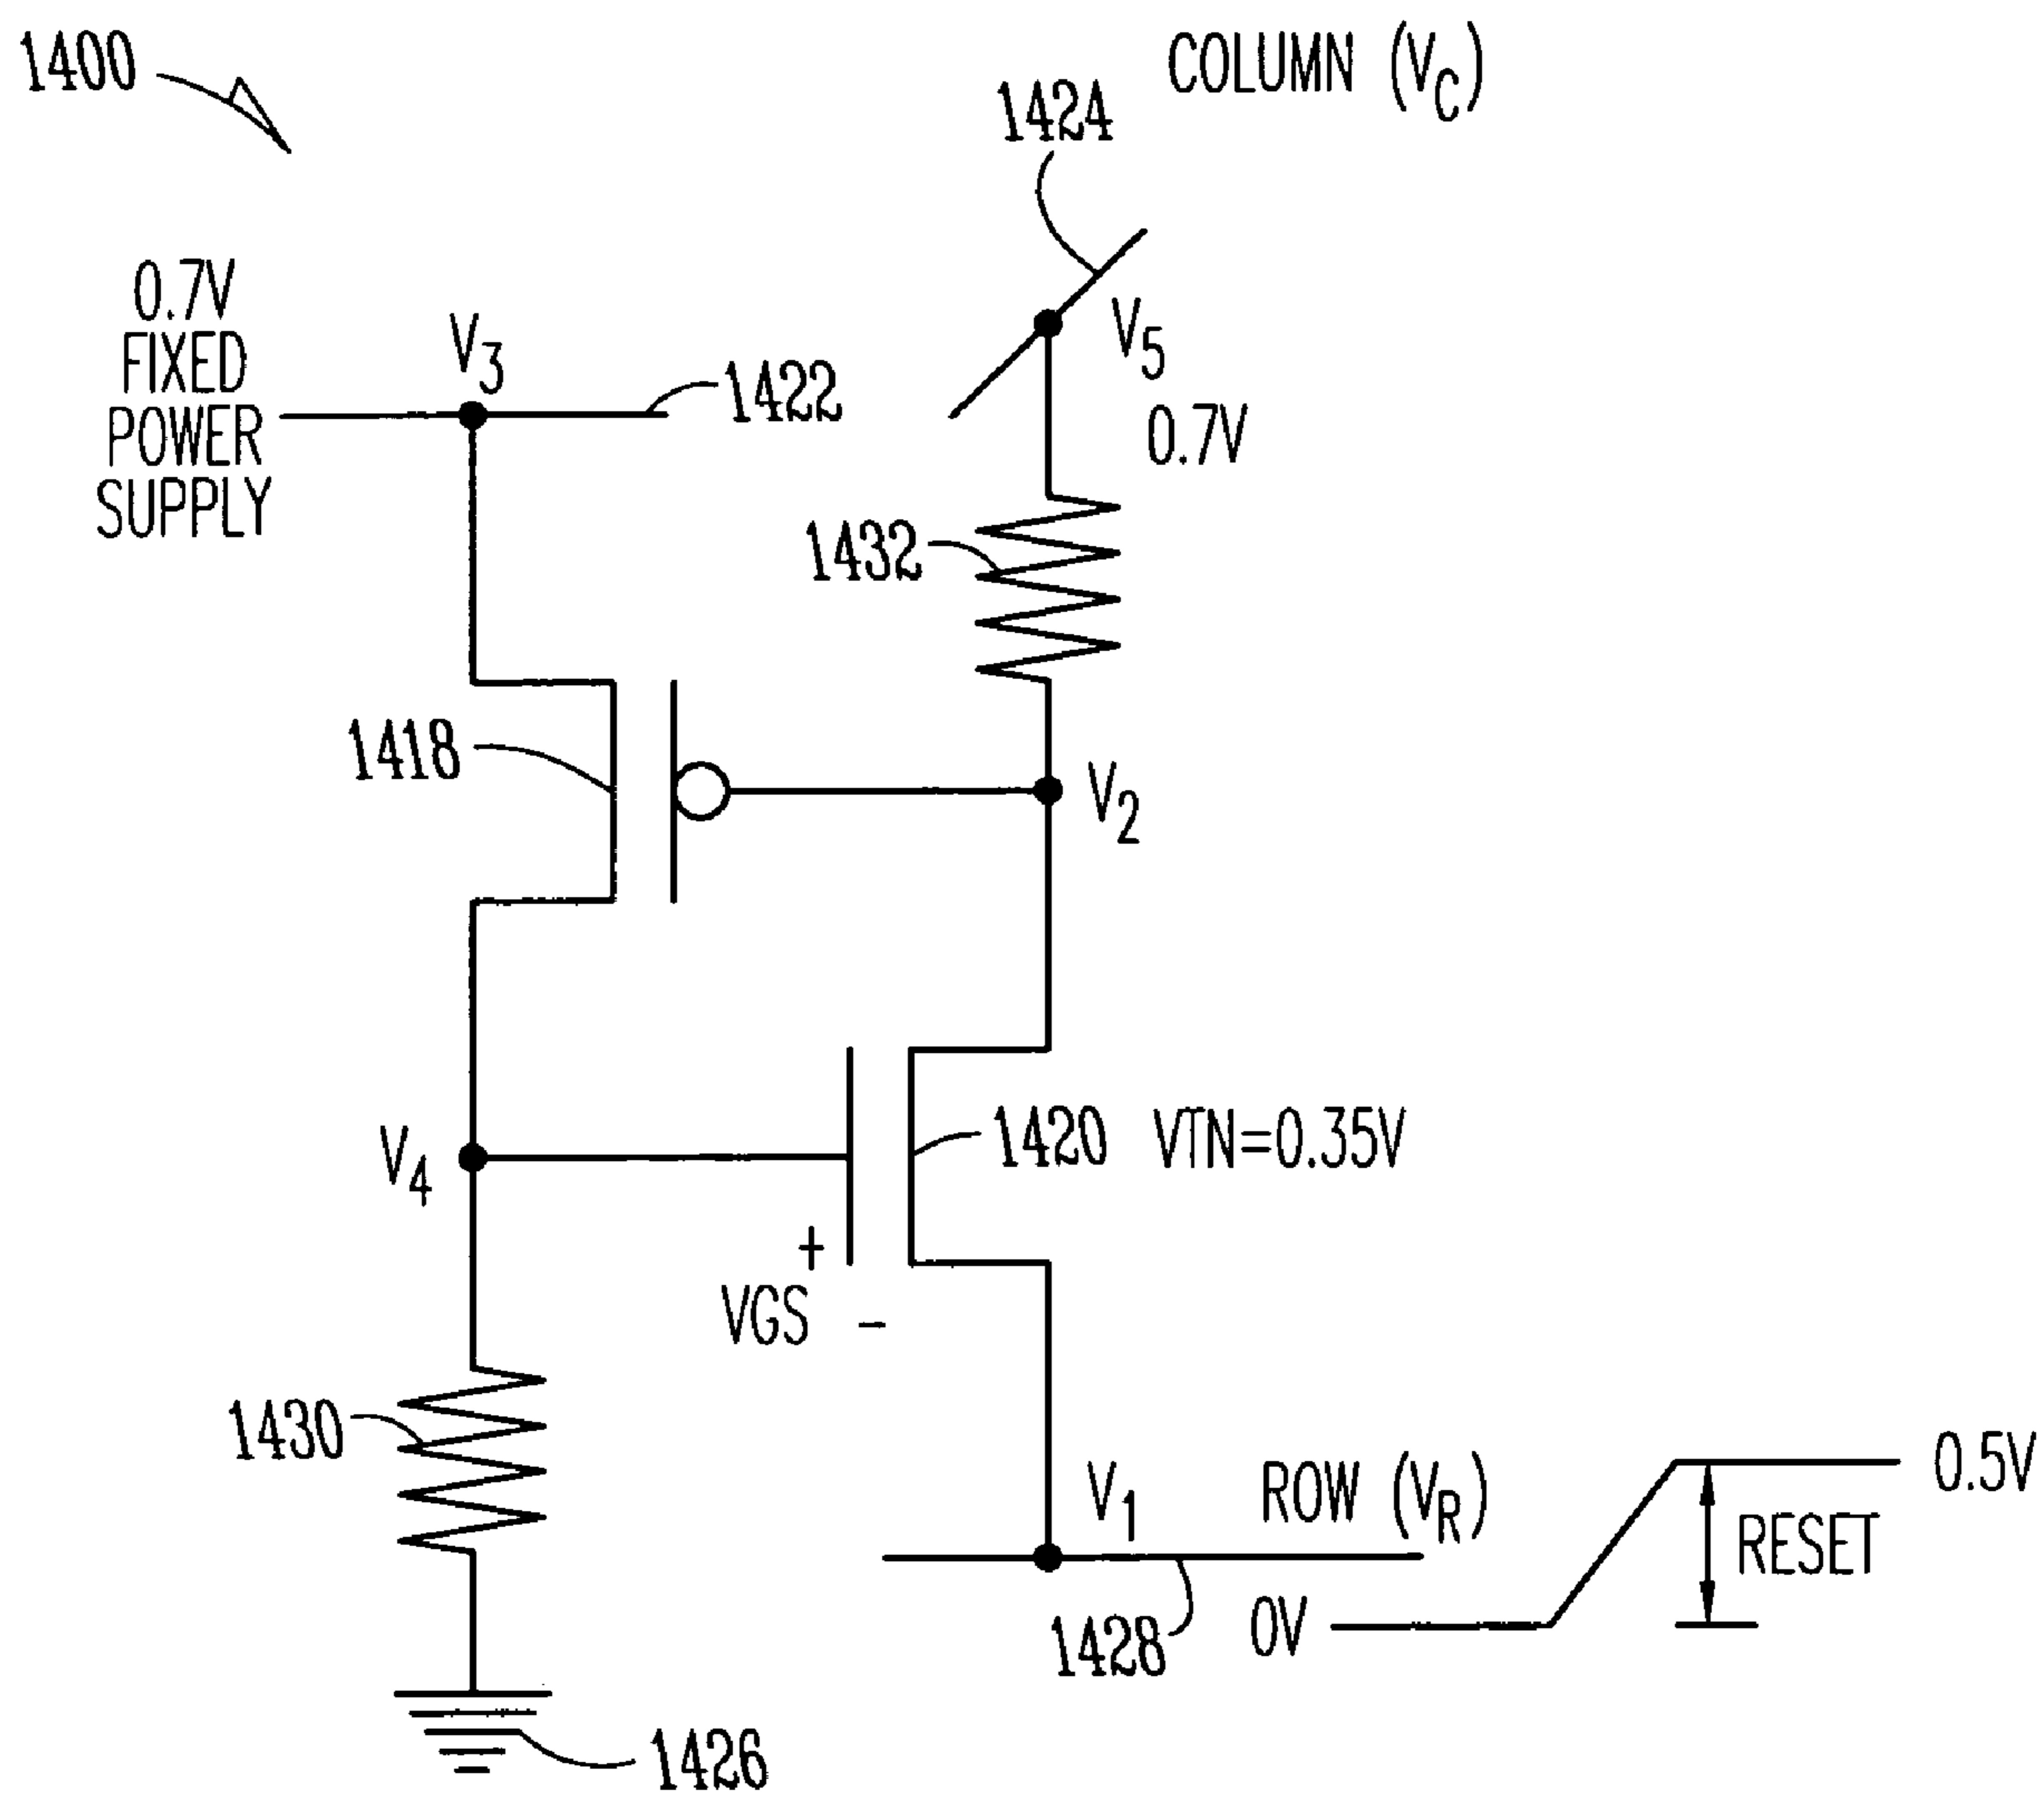 1400
COLUMN (VC)
1424
0.7V
FIXED
POWER
SUPPLY
V3
1422
V5
0.7V
1432
1418
V2
V4
1420
VTN=0.35V
+
VGS -
1430
V1
ROW (VR)
0.5V
RESET
0V
1428
1426